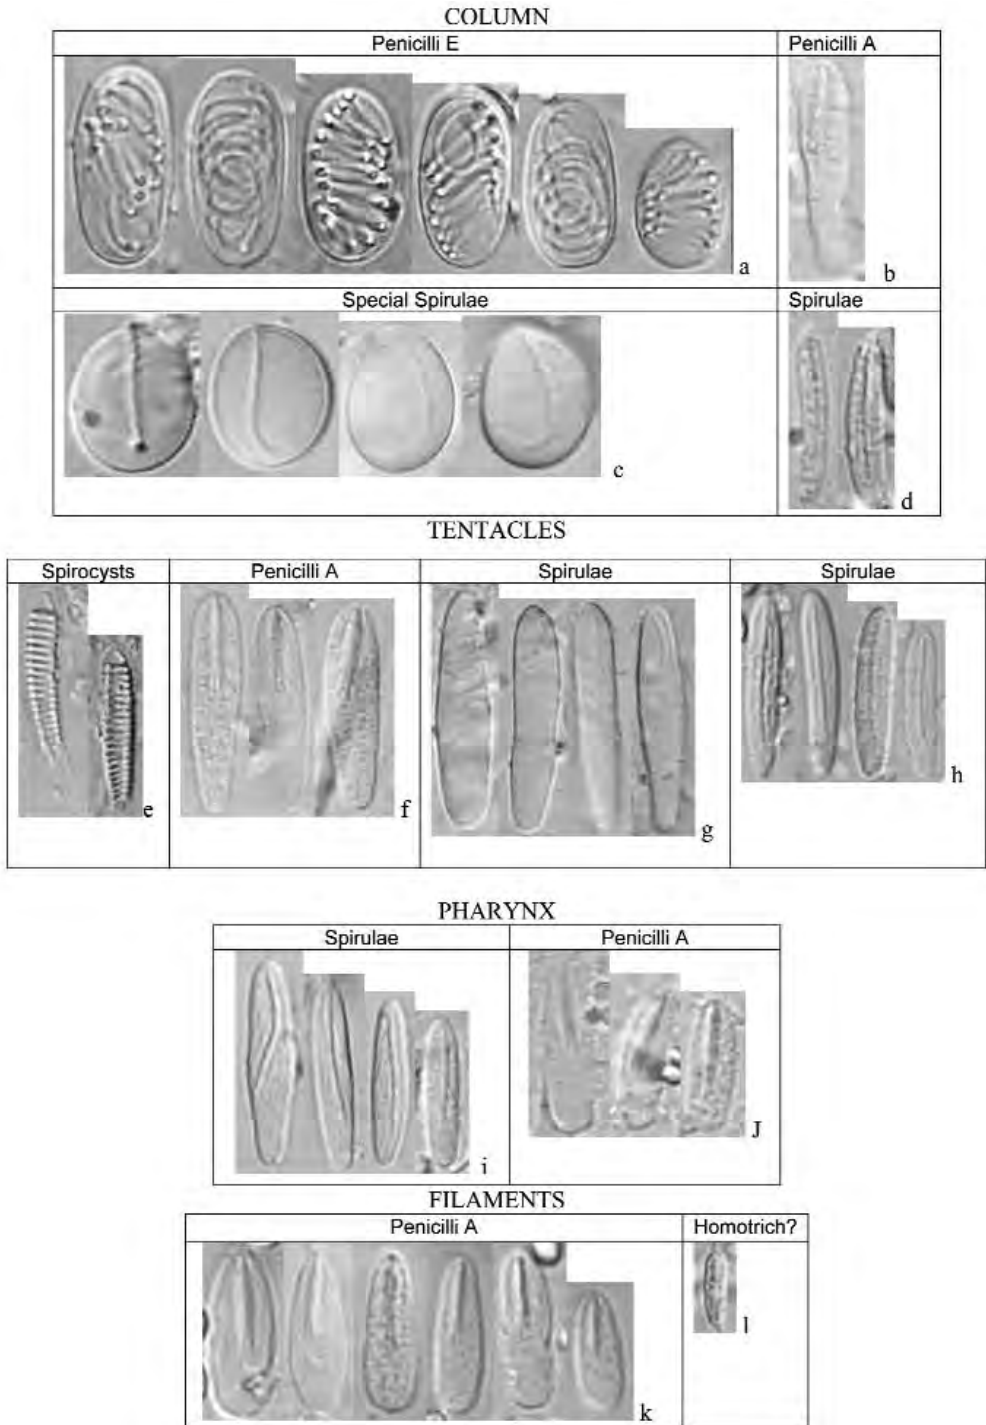 COLUMN
Penicilli E Penicilli A
a b
Special Spirulae Spirulae
c d
TENTACLES
Spirocysts Penicilli A Spirulae Spirulae
e f g h
PHARYNX
Spirulae Penicilli A
i J
FILAMENTS
Penicilli A Homotrich?
k l